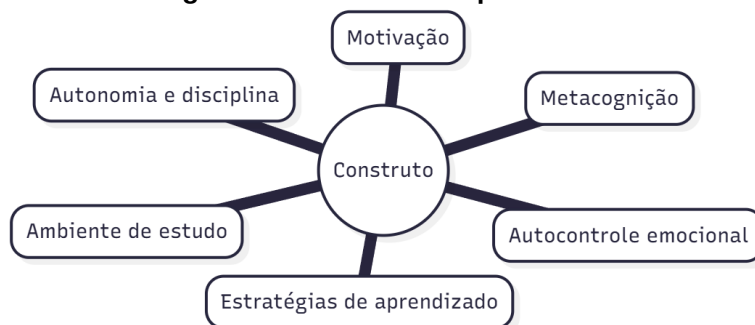 Motivação
Autonomia e disciplina
Metacognição
Construto
Ambiente de estudo
Autocontrole emocional
Estratégias de aprendizado